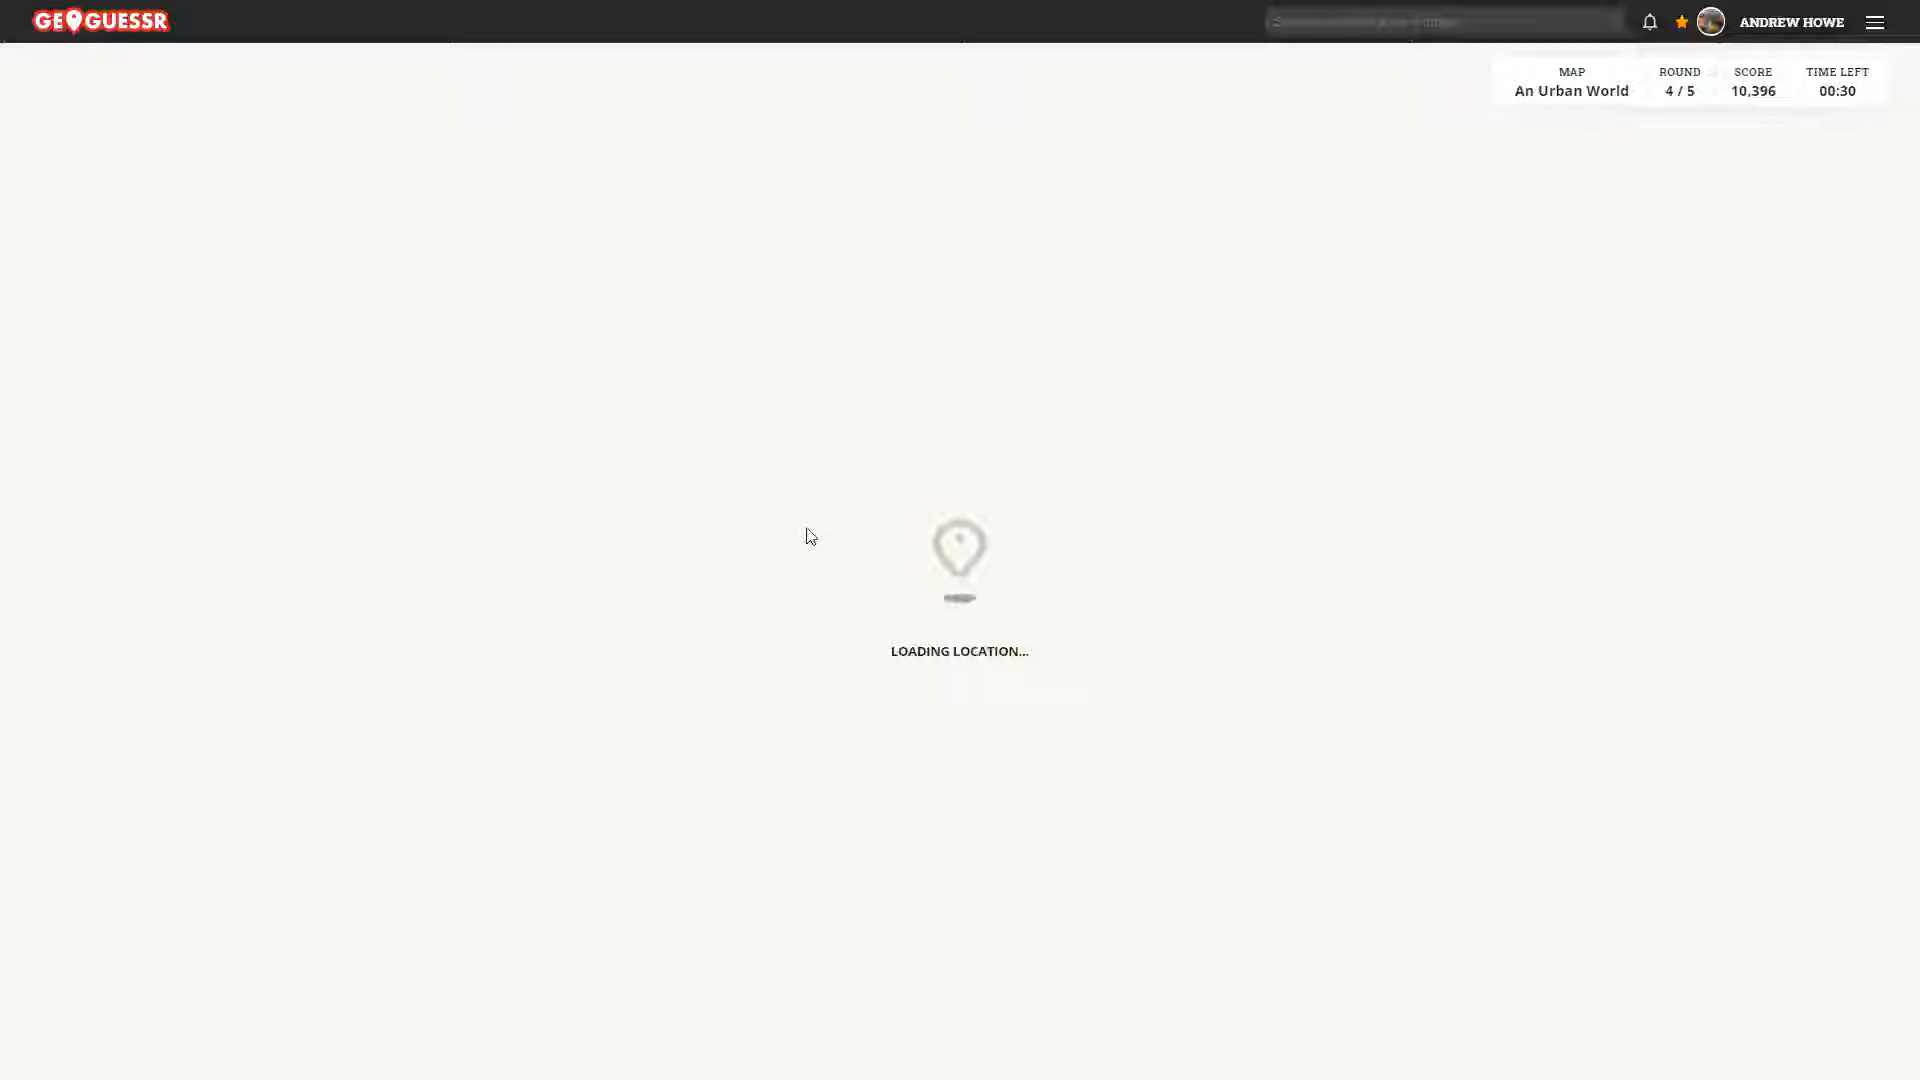 GEOGUESSR
ANDREW HOWE
MAP ROUND SCORE TIME LEFT
An Urban World 4 / 5 10,396 00:30
LOADING LOCATION...